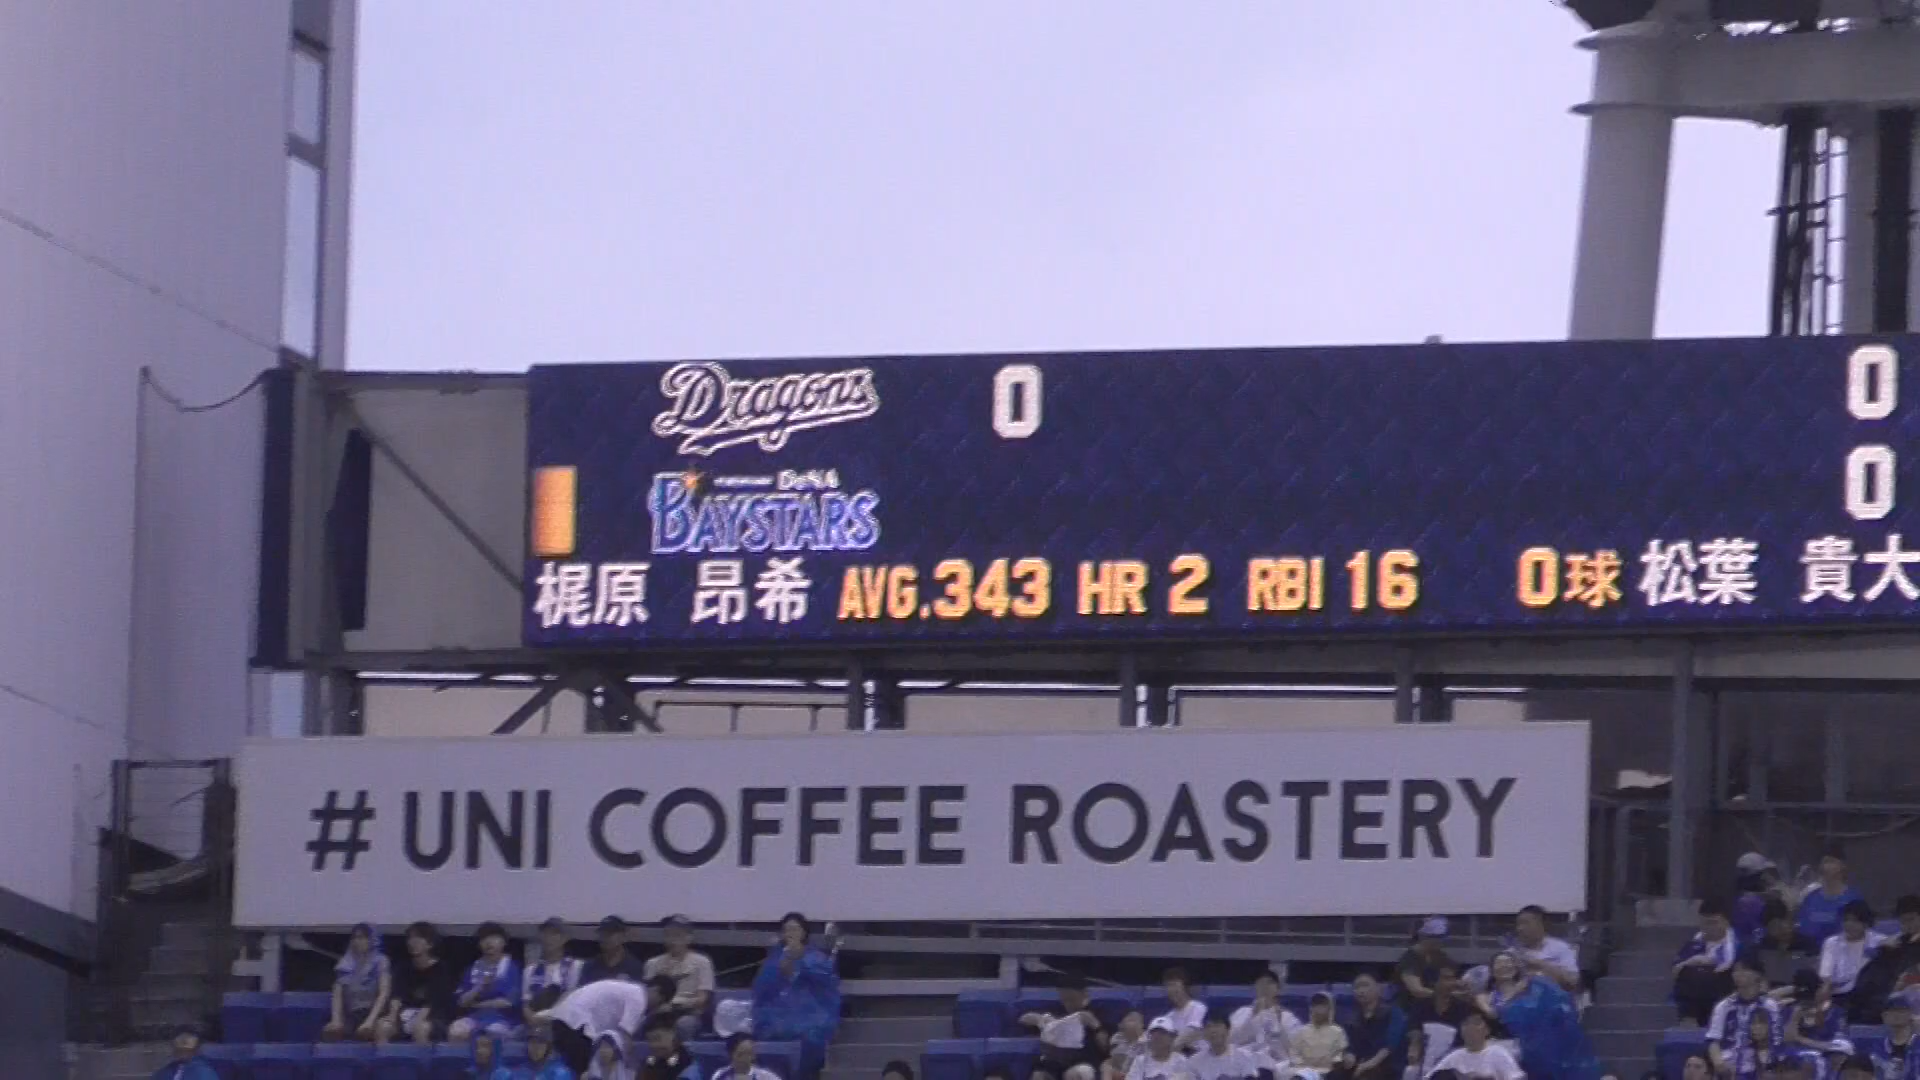 Dragons 0 0
DeNA
BAYSTARS 0
梶原 昂希 AVG.343 HR 2 RBI 16 0球 松葉 貴大
# UNI COFFEE ROASTERY